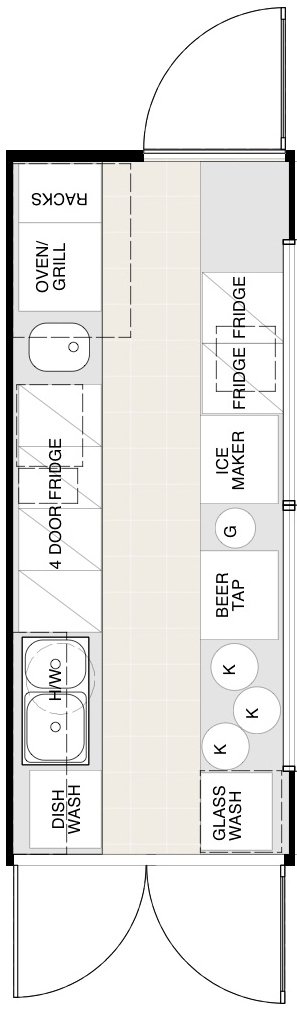 RACKS
OVEN/
GRILL
FRIDGE
FRIDGE
4 DOOR FRIDGE
ICE
MAKER
G
BEER
TAP
H/W
K
K
K
DISH
WASH
GLASS
WASH